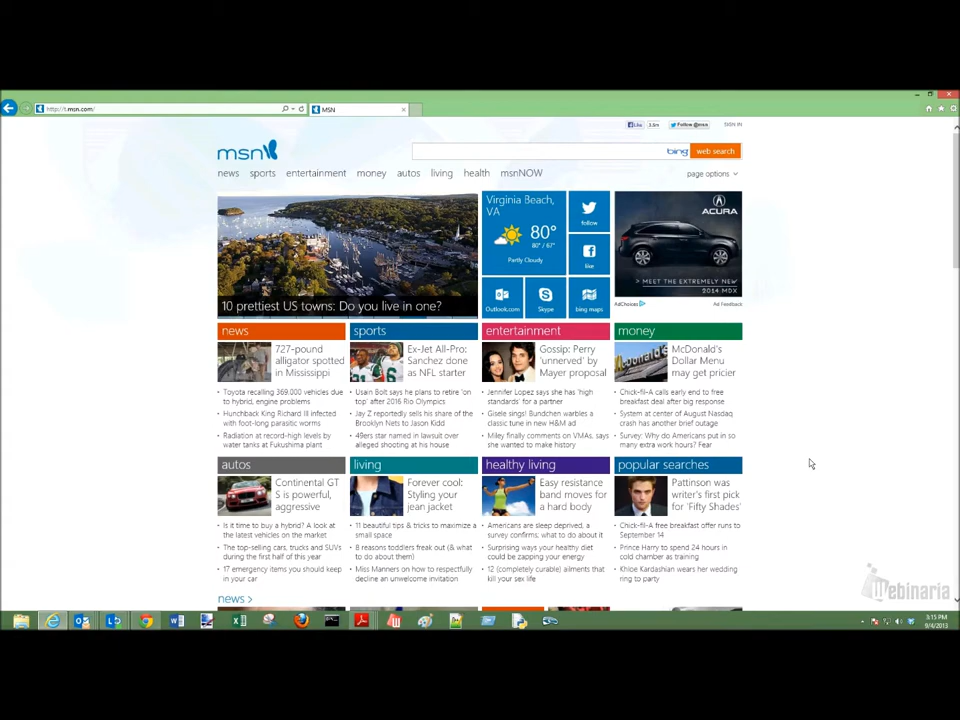 http://t.msn.com/
MSN
Like
Follow @msn
SIGN IN
msn
bing
web search
news sports entertainment money autos living health msnNOW
page options
10 prettiest US towns: Do you live in one?
Virginia Beach,
VA
80°
80° / 67°
Partly Cloudy
follow
like
Outlook.com
Skype
bing maps
ACURA
> MEET THE EXTREMELY NEW
2014 MDX
AdChoices
Ad Feedback
news
727-pound
alligator spotted
in Mississippi
Toyota recalling 369,000 vehicles due
to hybrid, engine problems
Hunchback King Richard III infected
with foot-long parasitic worms
Radiation at record-high levels by
water tanks at Fukushima plant
sports
Ex-Jet All-Pro:
Sanchez done
as NFL starter
Usain Bolt says he plans to retire 'on
top' after 2016 Rio Olympics
Jay Z reportedly sells his share of the
Brooklyn Nets to Jason Kidd
49ers star named in lawsuit over
alleged shooting at his house
entertainment
Gossip: Perry
'unnerved' by
Mayer proposal
Jennifer Lopez says she has 'high
standards' for a partner
Gisele sings! Bundchen warbles a
classic tune in new H&M ad
Miley finally comments on VMAs, says
she wanted to make history
money
McDonald's
Dollar Menu
may get pricier
Chick-fil-A calls early end to free
breakfast deal after big response
System at center of August Nasdaq
crash has another brief outage
Survey: Why do Americans put in so
many extra work hours? Fear
autos
Continental GT
S is powerful,
aggressive
Is it time to buy a hybrid? A look at
the latest vehicles on the market
The top-selling cars, trucks and SUVs
during the first half of this year
17 emergency items you should keep
in your car
living
Forever cool:
Styling your
jean jacket
11 beautiful tips & tricks to maximize a
small space
8 reasons toddlers freak out (& what
to do about them)
Miss Manners on how to respectfully
decline an unwelcome invitation
healthy living
Easy resistance
band moves for
a hard body
Americans are sleep deprived, a
survey confirms: what to do about it
Surprising ways your healthy diet
could be zapping your energy
12 (completely curable) ailments that
kill your sex life
popular searches
Pattinson was
writer's first pick
for 'Fifty Shades'
Chick-fil-A free breakfast offer runs to
September 14
Prince Harry to spend 24 hours in
cold chamber as training
Khloe Kardashian wears her wedding
ring to party
news >
Webinaria
3:15 PM
9/4/2013